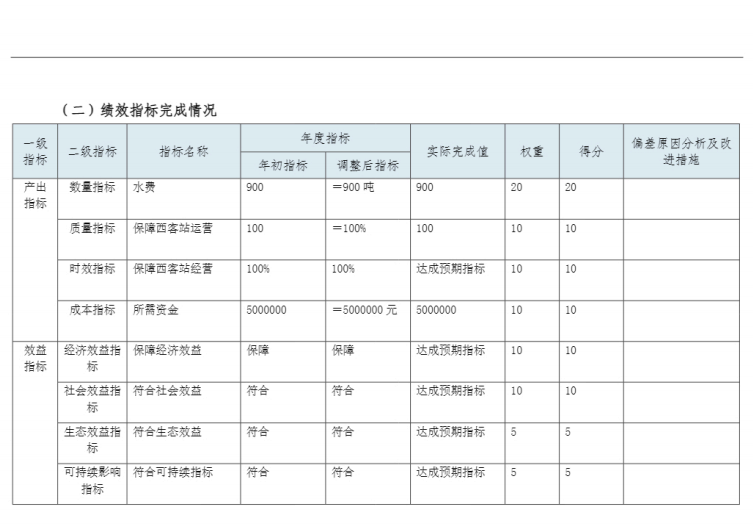 （二）绩效指标完成情况
一级指标 二级指标 指标名称 年度指标 实际完成值 权重 得分 偏差原因分析及改进措施
年初指标 调整后指标
产出指标 数量指标 水费 900 ＝900 吨 900 20 20
质量指标 保障西客站运营 100 ＝100% 100 10 10
时效指标 保障西客站经营 100% 100% 达成预期指标 10 10
成本指标 所需资金 5000000 ＝5000000 元 5000000 10 10
效益指标 经济效益指标 保障经济效益 保障 保障 达成预期指标 10 10
社会效益指标 符合社会效益 符合 符合 达成预期指标 10 10
生态效益指标 符合生态效益 符合 符合 达成预期指标 5 5
可持续影响指标 符合可持续指标 符合 符合 达成预期指标 5 5